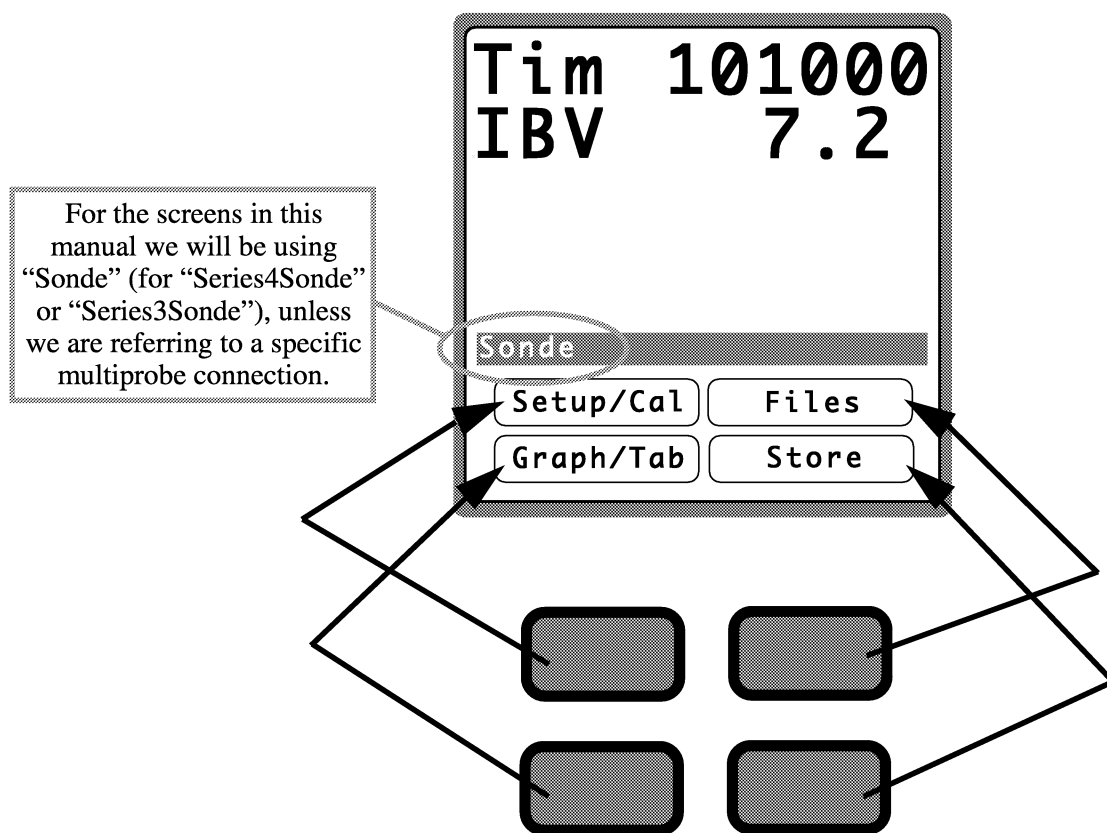 Tim 101000
IBV 7.2
For the screens in this
manual we will be using
“Sonde” (for “Series4Sonde”
or “Series3Sonde”), unless
we are referring to a specific
multiprobe connection.
Sonde
Setup/Cal Files
Graph/Tab Store